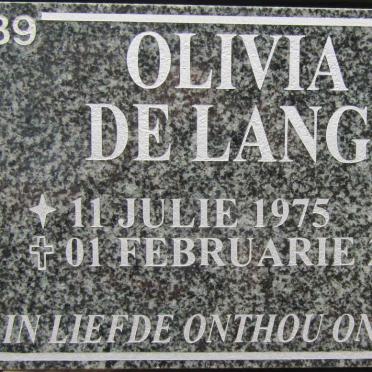 39
OLIVIA
DE LANG
11 JULIE 1975
01 FEBRUARIE
IN LIEFDE ONTHOU ON